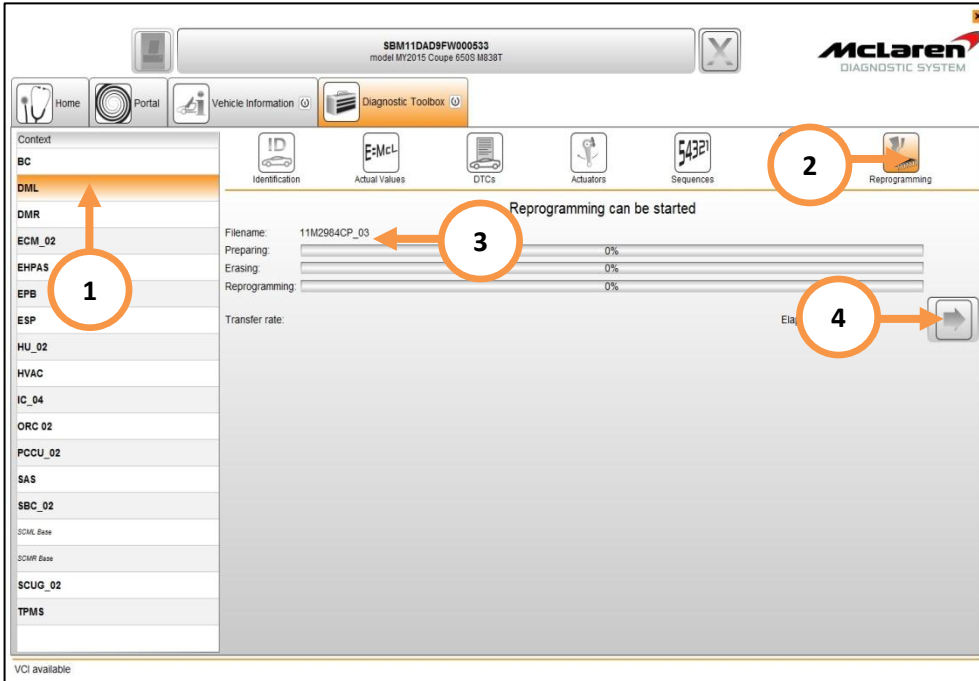 SBM11DAD9FW000533
model MY2015 Coupe 650S M838T
McLaren
DIAGNOSTIC SYSTEM
Home
Portal
Vehicle Information
Diagnostic Toolbox
Context
BC
DML
DMR
ECM_02
EHPAS
EPB
ESP
HU_02
HVAC
IC_04
ORC 02
PCCU_02
SAS
SBC_02
SCML Base
SCMR Base
SCUG_02
TPMS
ID
Identification
E=McL
Actual Values
DTCs
Actuators
54321
Sequences
Reprogramming
Reprogramming can be started
Filename: 11M2984CP_03
Preparing: 0%
Erasing: 0%
Reprogramming: 0%
Transfer rate:
1
2
3
4
VCI available